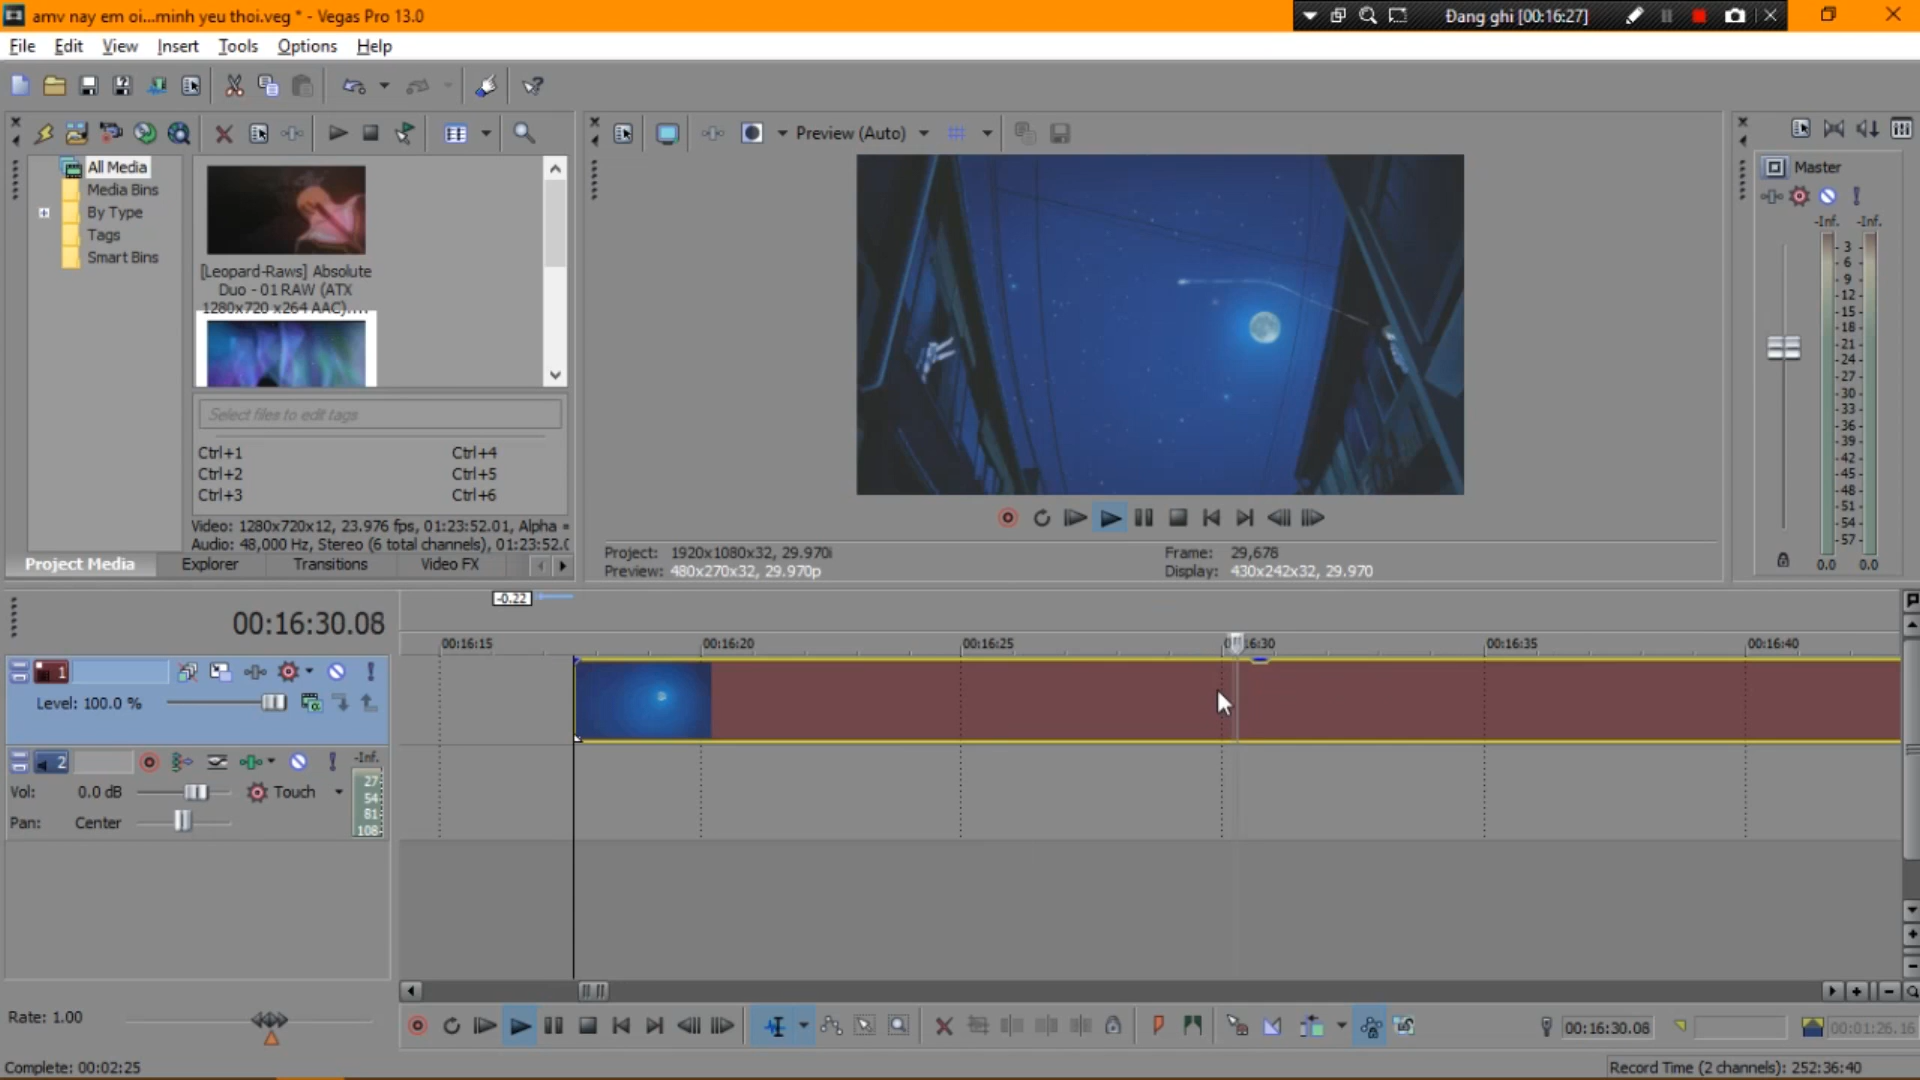 amv nay em oi...minh yeu thoi.veg * - Vegas Pro 13.0
Đang ghi [00:16:27]
File Edit View Insert Tools Options Help
Preview (Auto)
All Media
Media Bins
By Type
Tags
Smart Bins
[Leopard-Raws] Absolute
Duo - 01 RAW (ATX
1280x720 x264 AAC)....
Select files to edit tags
Ctrl+1 Ctrl+4
Ctrl+2 Ctrl+5
Ctrl+3 Ctrl+6
Video: 1280x720x12, 23.976 fps, 01:23:52.01, Alpha =
Audio: 48,000 Hz, Stereo (6 total channels), 01:23:52.0
Project Media Explorer Transitions Video FX
Project: 1920x1080x32, 29.970i
Preview: 480x270x32, 29.970p
Frame: 29,678
Display: 430x242x32, 29.970
Master
-Inf. -Inf.
- 3
- 6
- 9
-12
-15
-18
-21
-24
-27
-30
-33
-36
-39
-42
-45
-48
-51
-54
-57
0.0 0.0
-0.22
00:16:30.08
00:16:15 00:16:20 00:16:25 00:16:30 00:16:35 00:16:40
1
Level: 100.0 %
2
-Inf.
Vol: 0.0 dB Touch
Pan: Center
27
54
81
108
Rate: 1.00
00:16:30.08
00:01:26.16
Complete: 00:02:25
Record Time (2 channels): 252:36:40